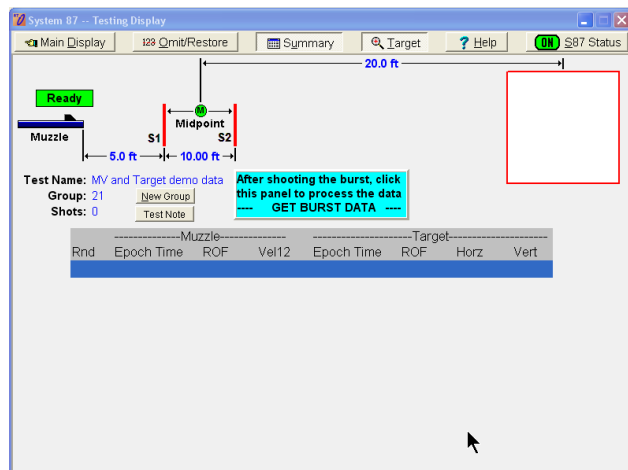 System 87 -- Testing Display
Main Display 123 Omit/Restore Summary Target ? Help ON S87 Status
20.0 ft
Ready
M
Midpoint
Muzzle S1 S2
5.0 ft 10.00 ft
Test Name: MV and Target demo data
Group: 21 New Group
Shots: 0 Test Note
After shooting the burst, click
this panel to process the data
---- GET BURST DATA ----
--------------Muzzle-------------- ---------------------Target---------------------
Rnd Epoch Time ROF Vel12 Epoch Time ROF Horz Vert